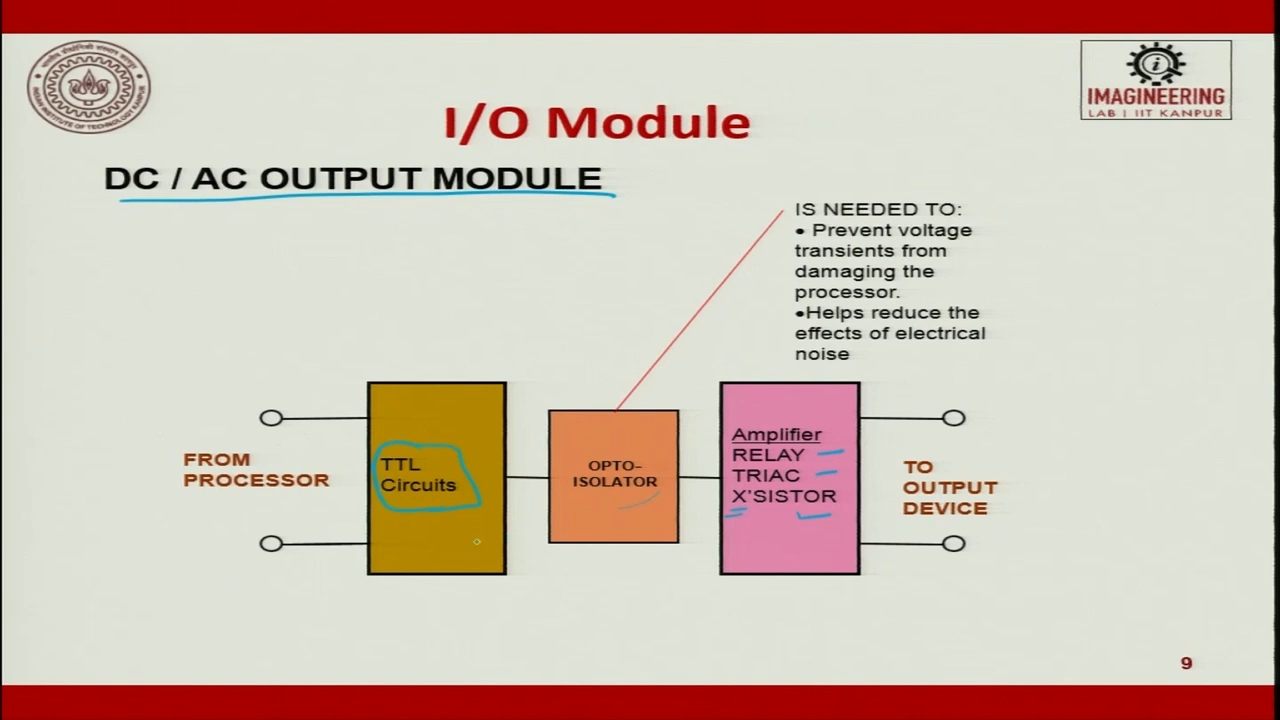 IMAGINEERING
LAB | IIT KANPUR
I/O Module
DC / AC OUTPUT MODULE
IS NEEDED TO:
• Prevent voltage
transients from
damaging the
processor.
•Helps reduce the
effects of electrical
noise
FROM
PROCESSOR
TTL
Circuits
OPTO-
ISOLATOR
Amplifier
RELAY
TRIAC
X'SISTOR
TO
OUTPUT
DEVICE
9